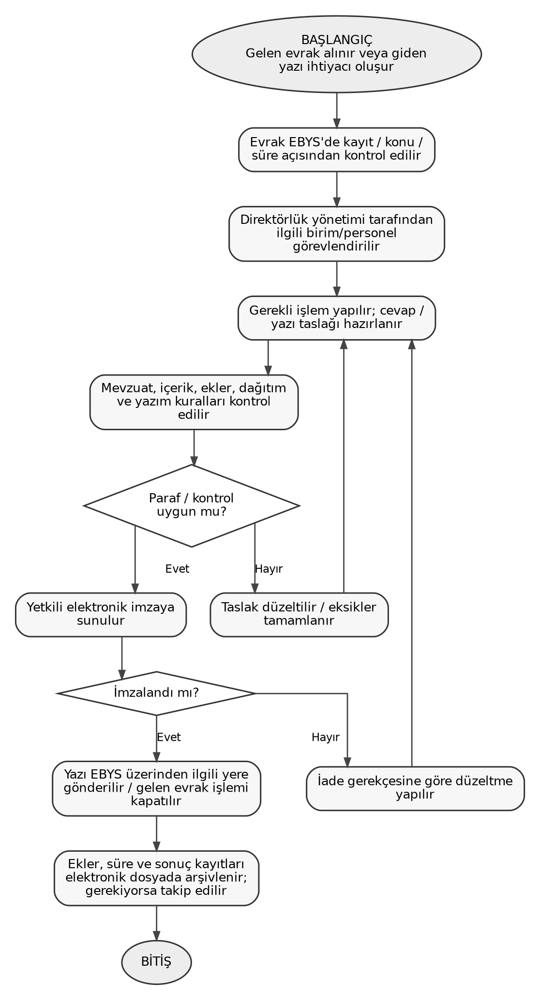 BAŞLANGIÇ
Gelen evrak alınır veya giden
yazı ihtiyacı oluşur
Evrak EBYS'de kayıt / konu /
süre açısından kontrol edilir
Direktörlük yönetimi tarafından
ilgili birim/personel
görevlendirilir
Gerekli işlem yapılır; cevap /
yazı taslağı hazırlanır
Mevzuat, içerik, ekler, dağıtım
ve yazım kuralları kontrol
edilir
Paraf / kontrol
uygun mu?
Evet
Hayır
Yetkili elektronik imzaya
sunulur
Taslak düzeltilir / eksikler
tamamlanır
İmzalandı mı?
Evet
Hayır
Yazı EBYS üzerinden ilgili yere
gönderilir / gelen evrak işlemi
kapatılır
İade gerekçesine göre düzeltme
yapılır
Ekler, süre ve sonuç kayıtları
elektronik dosyada arşivlenir;
gerekiyorsa takip edilir
BİTİŞ